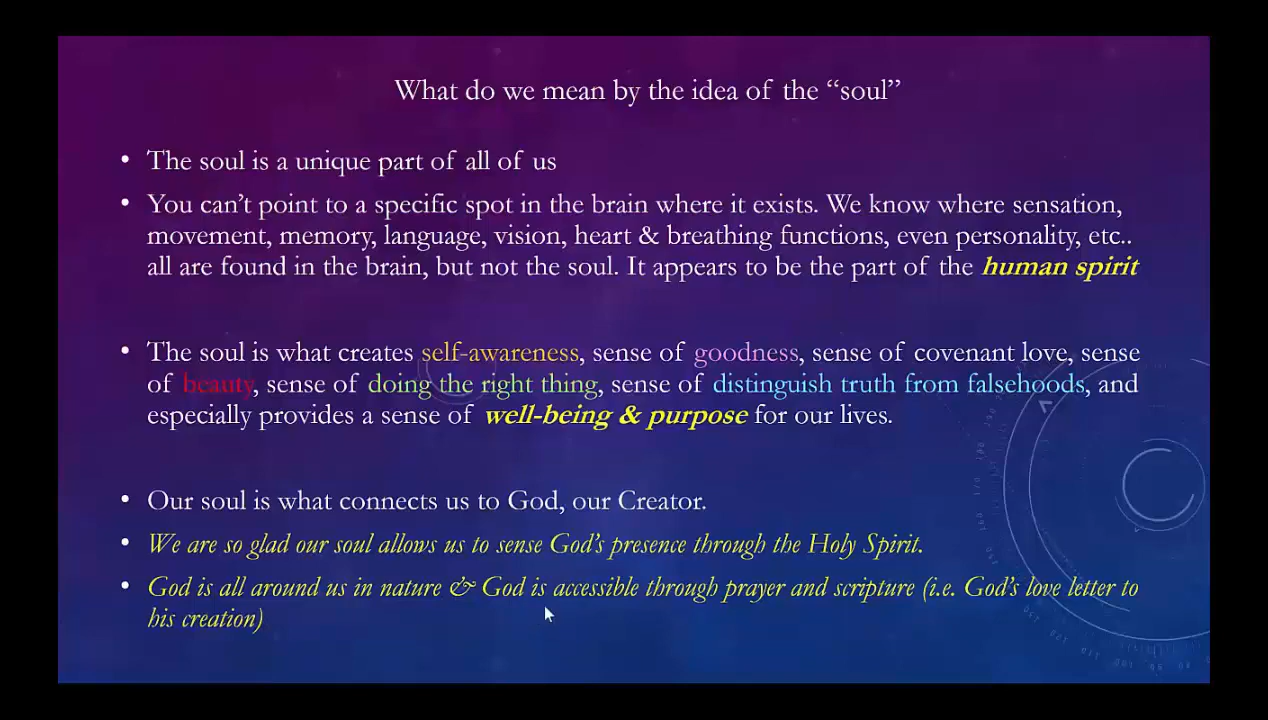 What do we mean by the idea of the “soul”
• The soul is a unique part of all of us
• You can’t point to a specific spot in the brain where it exists. We know where sensation,
movement, memory, language, vision, heart & breathing functions, even personality, etc..
all are found in the brain, but not the soul. It appears to be the part of the human spirit
• The soul is what creates self-awareness, sense of goodness, sense of covenant love, sense
of beauty, sense of doing the right thing, sense of distinguish truth from falsehoods, and
especially provides a sense of well-being & purpose for our lives.
• Our soul is what connects us to God, our Creator.
• We are so glad our soul allows us to sense God’s presence through the Holy Spirit.
• God is all around us in nature & God is accessible through prayer and scripture (i.e. God’s love letter to
his creation)